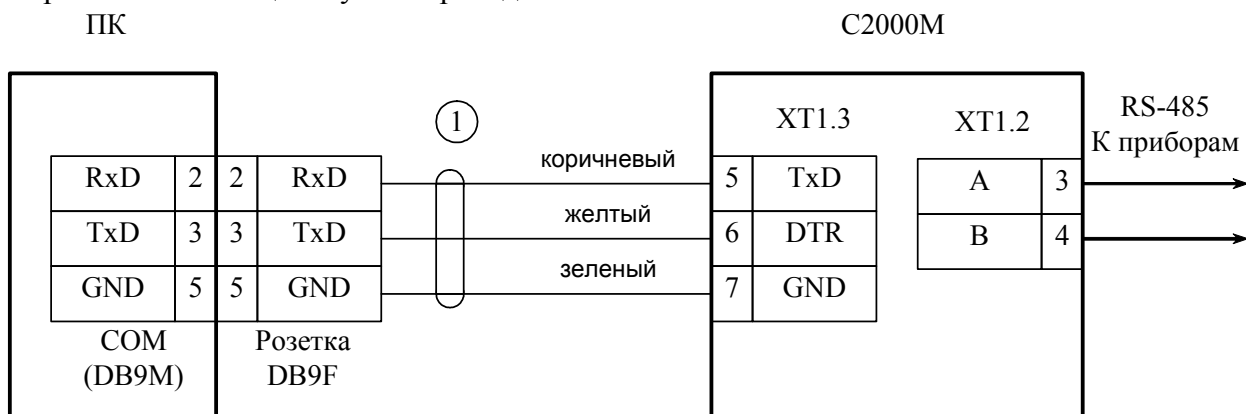 ПК
С2000М
1
XT1.3
XT1.2
RS-485
К приборам
RxD 2 2 RxD
коричневый
5 TxD
A 3
TxD 3 3 TxD
желтый
6 DTR
B 4
GND 5 5 GND
зеленый
7 GND
COM
(DB9M)
Розетка
DB9F